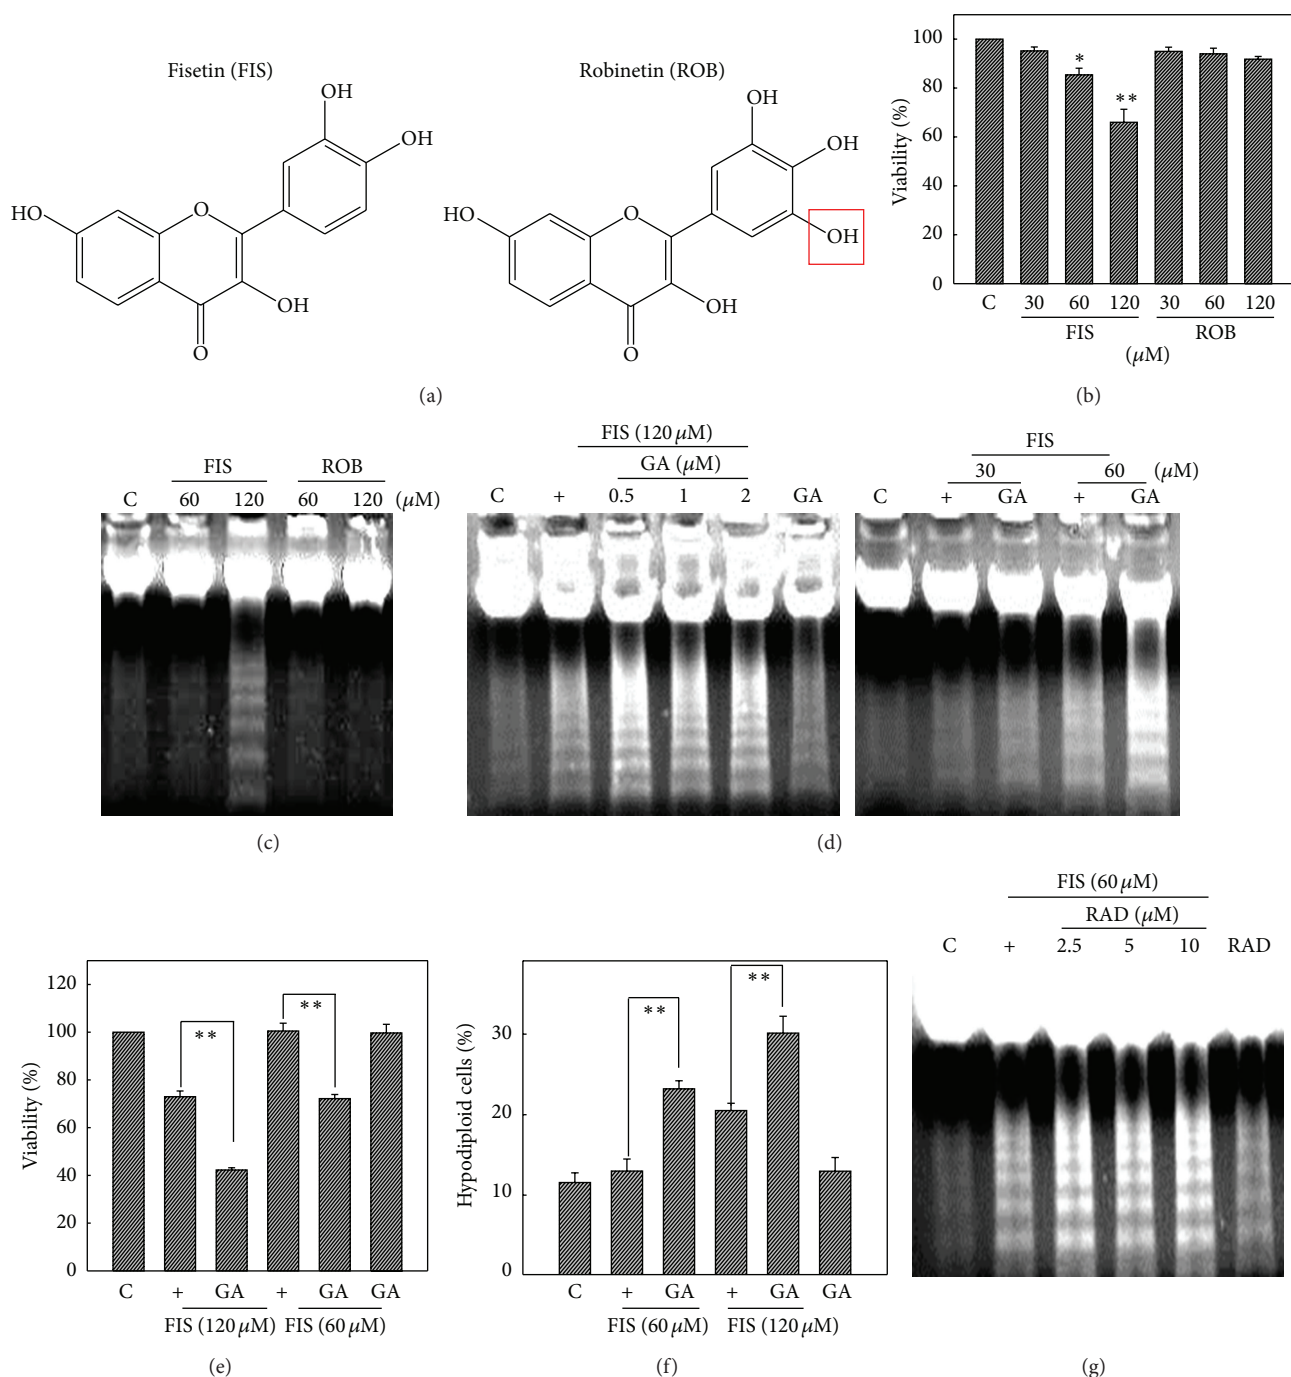 Fisetin (FIS)
Robinetin (ROB)
OH
OH
HO
O
OH
O
OH
OH
OH
HO
O
OH
O
(a)
Viability (%)
100
80
60
40
20
0
*
**
C 30 60 120 30 60 120
FIS ROB
(μM)
(b)
FIS ROB
C 60 120 60 120 (μM)
(c)
FIS (120 μM)
GA (μM)
C + 0.5 1 2 GA
FIS
30 60 (μM)
C + GA + GA
(d)
Viability (%)
120
100
80
60
40
20
0
**
**
C + GA + GA GA
FIS (120 μM) FIS (60 μM)
(e)
Hypodiploid cells (%)
30
20
10
0
**
**
C + GA + GA GA
FIS (60 μM) FIS (120 μM)
(f)
FIS (60 μM)
RAD (μM)
C + 2.5 5 10 RAD
(g)